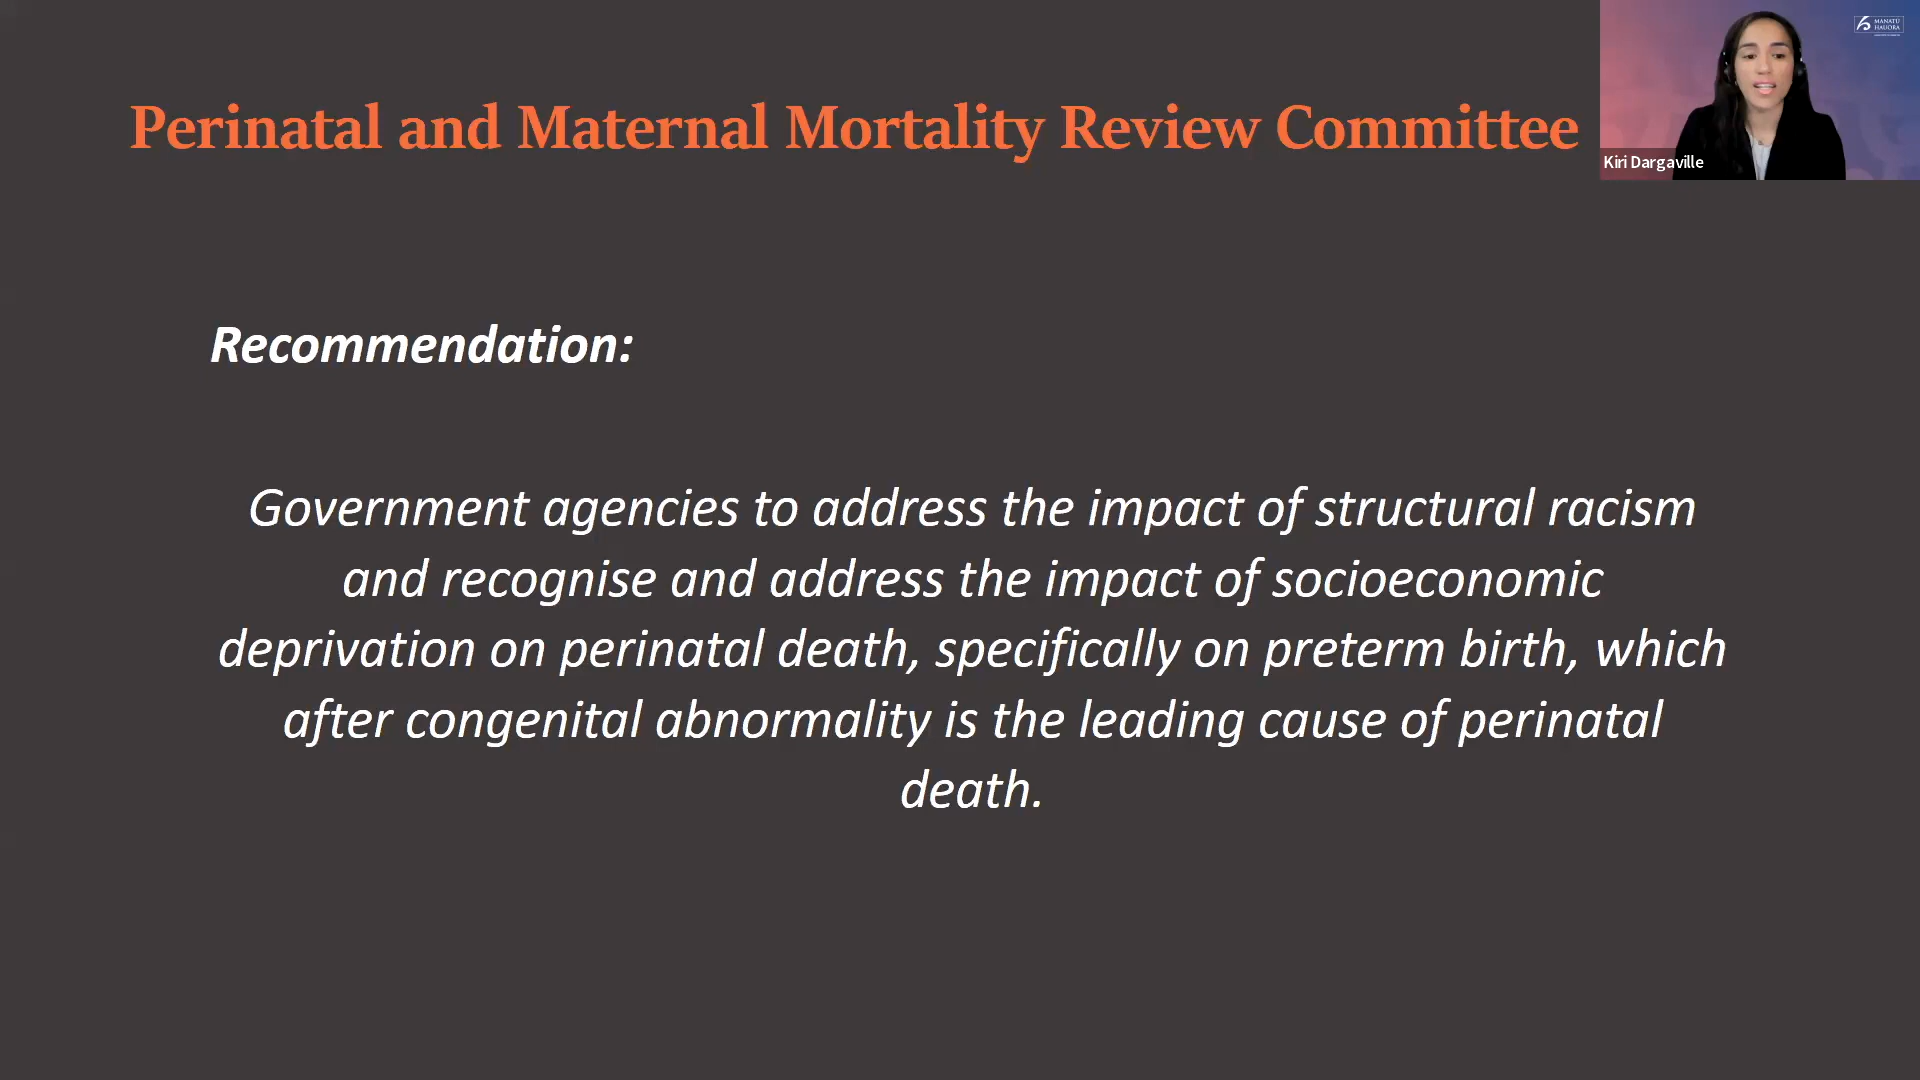 Perinatal and Maternal Mortality Review Committee
MANATŪ
HAUORA
Kiri Dargaville
Recommendation:
Government agencies to address the impact of structural racism
and recognise and address the impact of socioeconomic
deprivation on perinatal death, specifically on preterm birth, which
after congenital abnormality is the leading cause of perinatal
death.